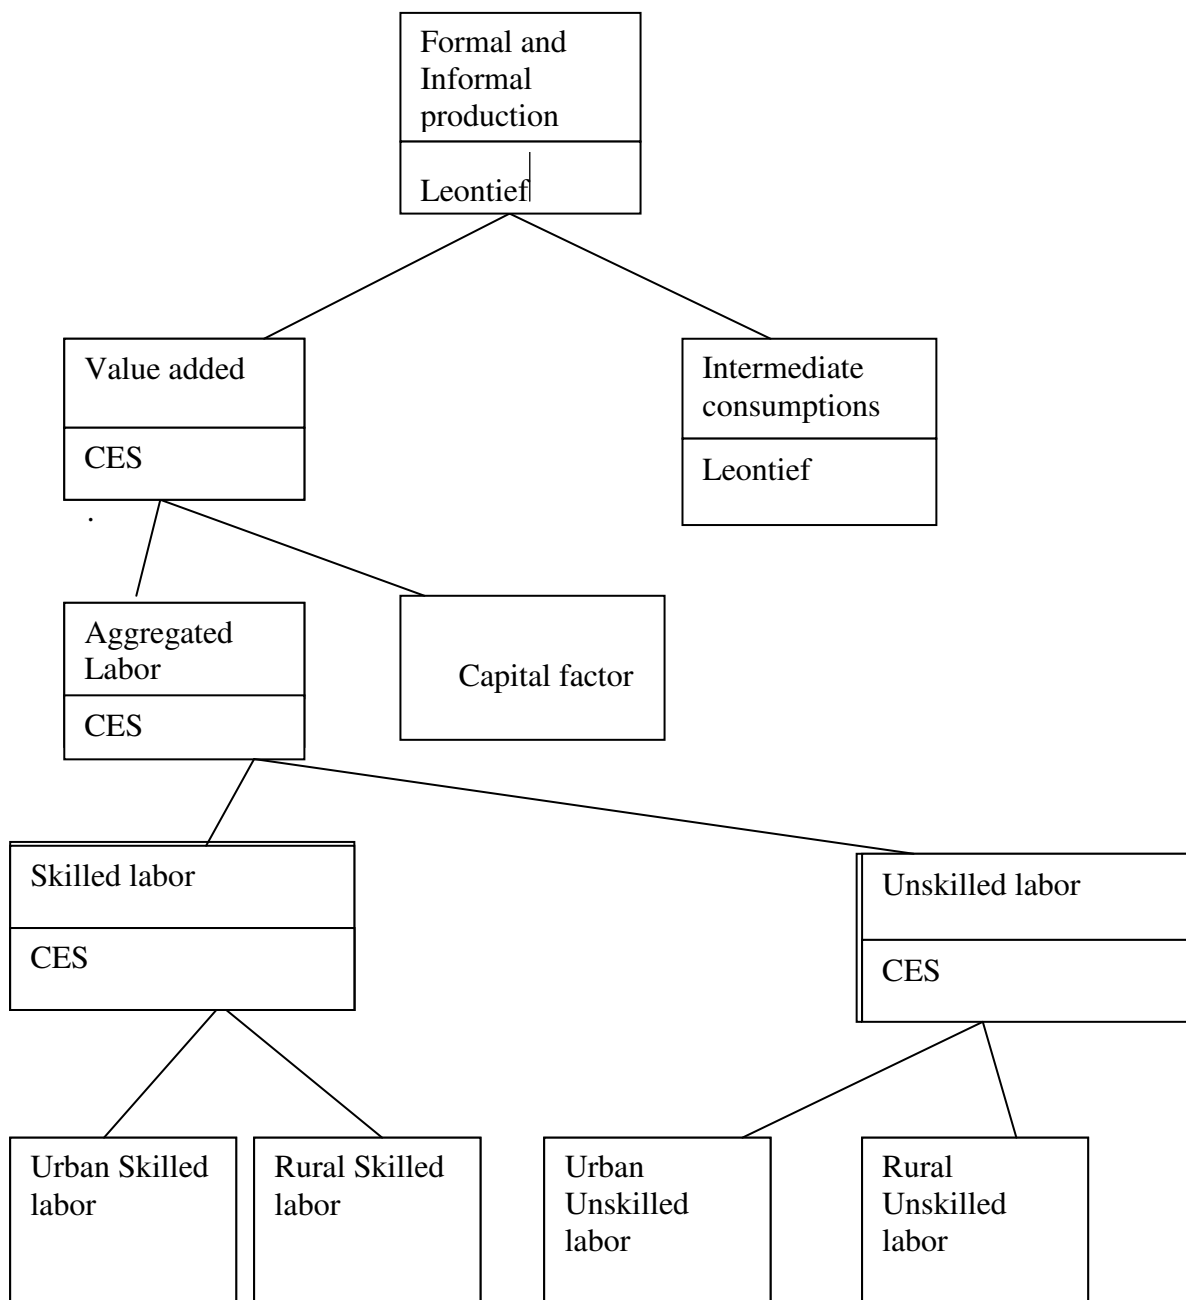 Formal and
Informal
production
Leontief
Value added
CES
Intermediate
consumptions
Leontief
.
Aggregated
Labor
CES
Capital factor
Skilled labor
CES
Unskilled labor
CES
Urban Skilled
labor
Rural Skilled
labor
Urban
Unskilled
labor
Rural
Unskilled
labor